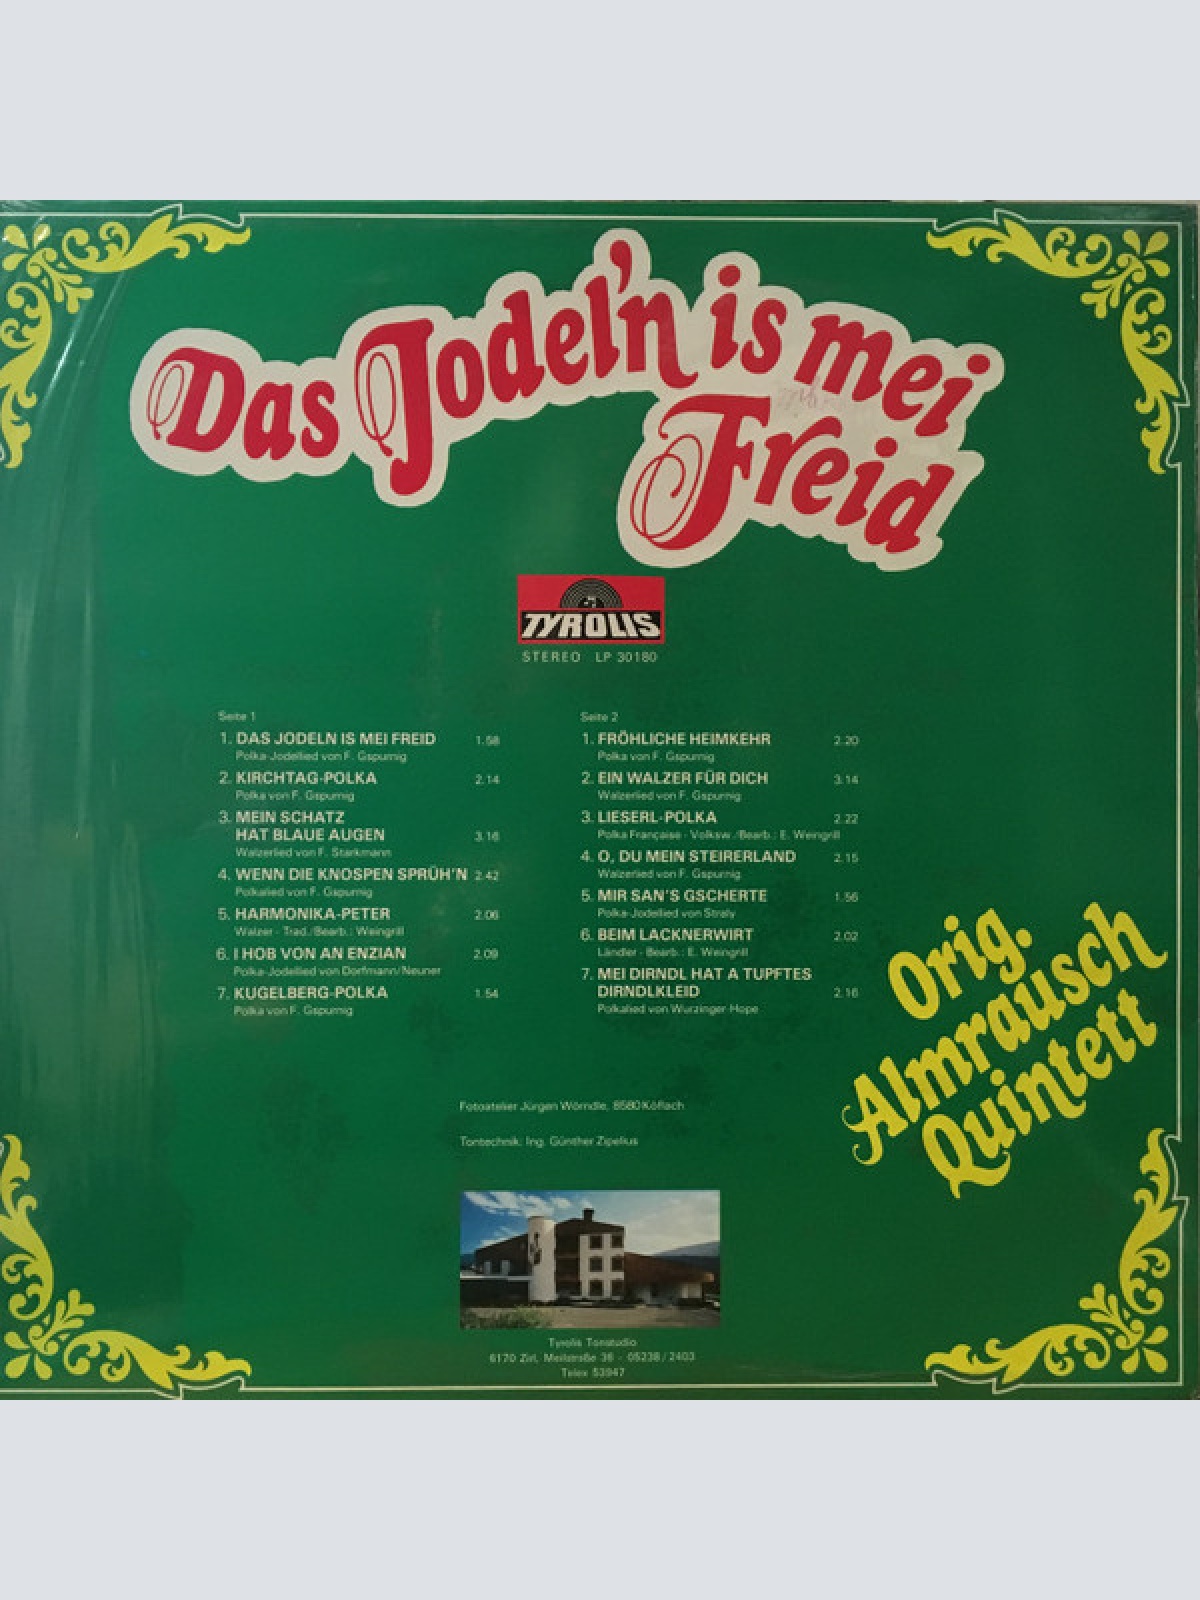 Das Jodel'n is mei
Freid
TYROLIS
STEREO LP 30180
Seite 1
1. DAS JODELN IS MEI FREID 1.58
Polka-Jodellied von F. Gspurnig
2. KIRCHTAG-POLKA 2.14
Polka von F. Gspurnig
3. MEIN SCHATZ
HAT BLAUE AUGEN 3.16
Walzerlied von F. Starkmann
4. WENN DIE KNOSPEN SPRÜH'N 2.42
Polkalied von F. Gspurnig
5. HARMONIKA-PETER 2.06
Walzer - Trad./Bearb.: Weingrill
6. I HOB VON AN ENZIAN 2.09
Polka-Jodellied von Dorfmann/Neuner
7. KUGELBERG-POLKA 1.54
Polka von F. Gspurnig
Seite 2
1. FRÖHLICHE HEIMKEHR 2.20
Polka von F. Gspurnig
2. EIN WALZER FÜR DICH 3.14
Walzerlied von F. Gspurnig
3. LIESERL-POLKA 2.22
Polka Française - Volksw./Bearb.: E. Weingrill
4. O, DU MEIN STEIRERLAND 2.15
Walzerlied von F. Gspurnig
5. MIR SAN'S GSCHERTE 1.56
Polka-Jodellied von Straly
6. BEIM LACKNERWIRT 2.02
Ländler - Bearb.: E. Weingrill
7. MEI DIRNDL HAT A TUPFTES
DIRNDLKLEID 2.16
Polkalied von Wurzinger-Hope
Orig.
Almrausch
Quintett
Fotoatelier Jürgen Wörndle, 8580 Köflach
Tontechnik: Ing. Günther Zipelius
Tyrolis Tonstudio
6170 Zirl, Meilstraße 36 - 05238/2403
Telex 53947